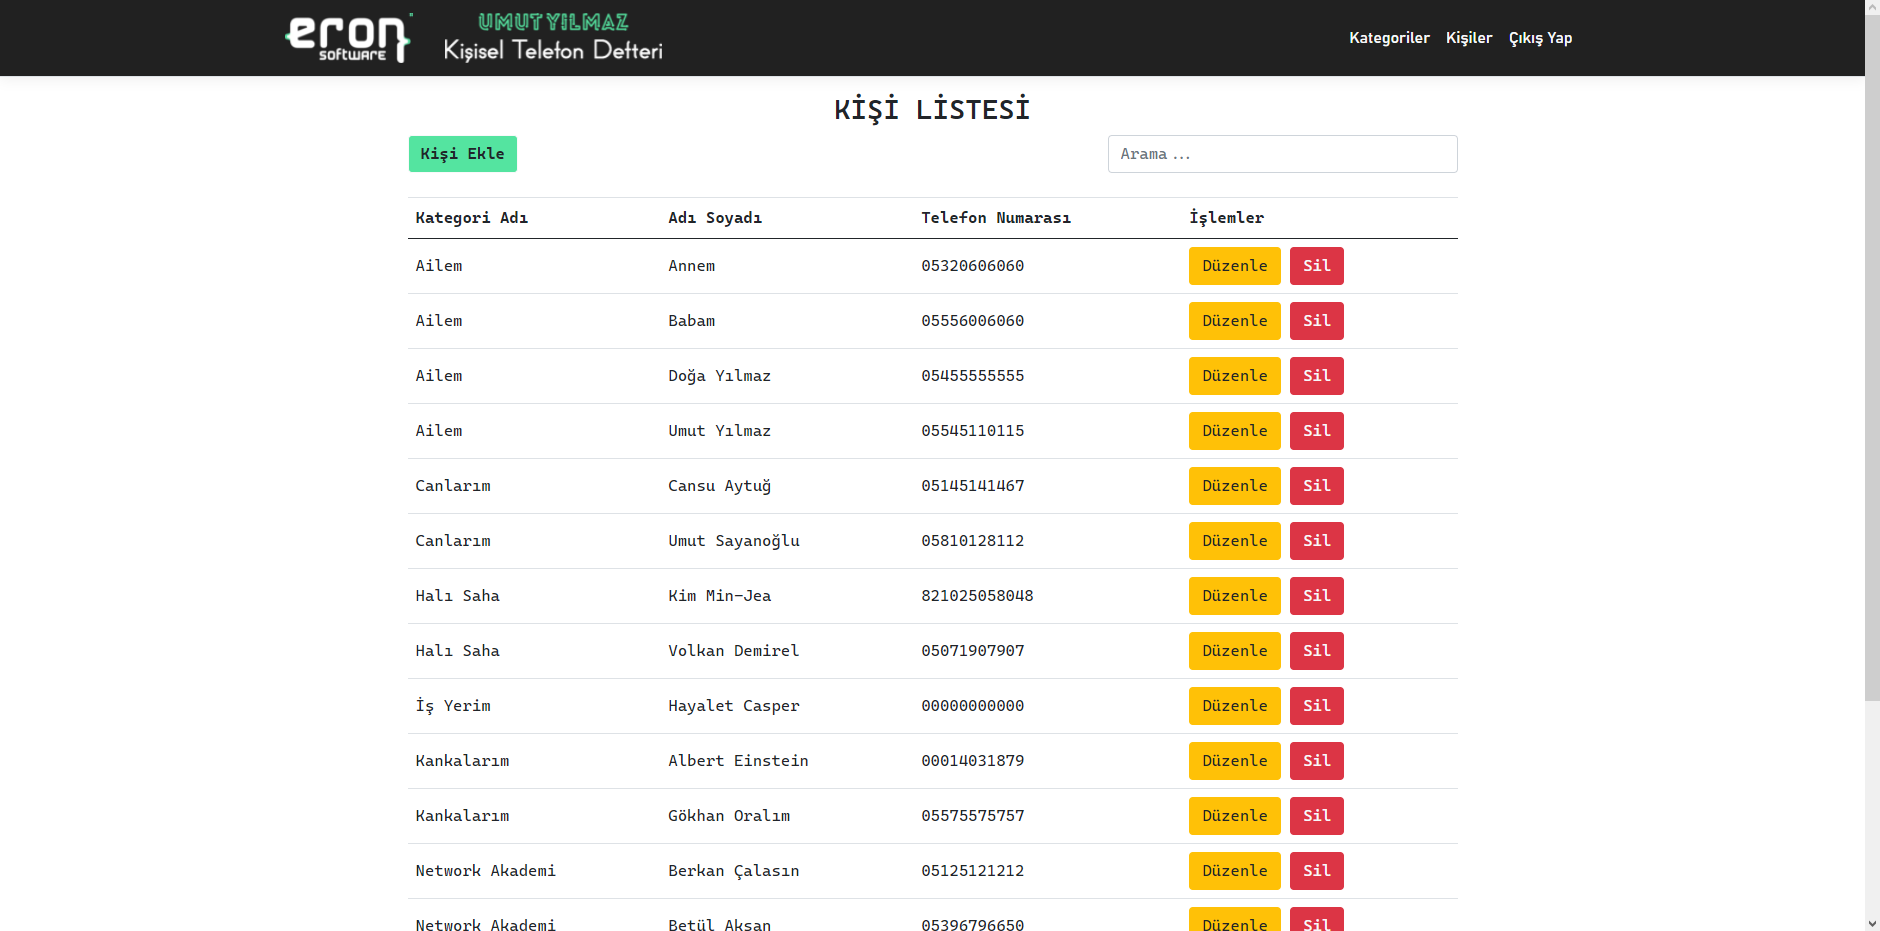 eron
software
UMUT YILMAZ
Kişisel Telefon Defteri
Kategoriler Kişiler Çıkış Yap
KİŞİ LİSTESİ
Kişi Ekle Arama ...
Kategori Adı Adı Soyadı Telefon Numarası İşlemler
Ailem Annem 05320606060 Düzenle Sil
Ailem Babam 05556006060 Düzenle Sil
Ailem Doğa Yılmaz 05455555555 Düzenle Sil
Ailem Umut Yılmaz 05545110115 Düzenle Sil
Canlarım Cansu Aytuğ 05145141467 Düzenle Sil
Canlarım Umut Sayanoğlu 05810128112 Düzenle Sil
Halı Saha Kim Min-Jea 821025058048 Düzenle Sil
Halı Saha Volkan Demirel 05071907907 Düzenle Sil
İş Yerim Hayalet Casper 00000000000 Düzenle Sil
Kankalarım Albert Einstein 00014031879 Düzenle Sil
Kankalarım Gökhan Oralım 05575575757 Düzenle Sil
Network Akademi Berkan Çalasın 05125121212 Düzenle Sil
Network Akademi Betül Aksan 05396796650 Düzenle Sil